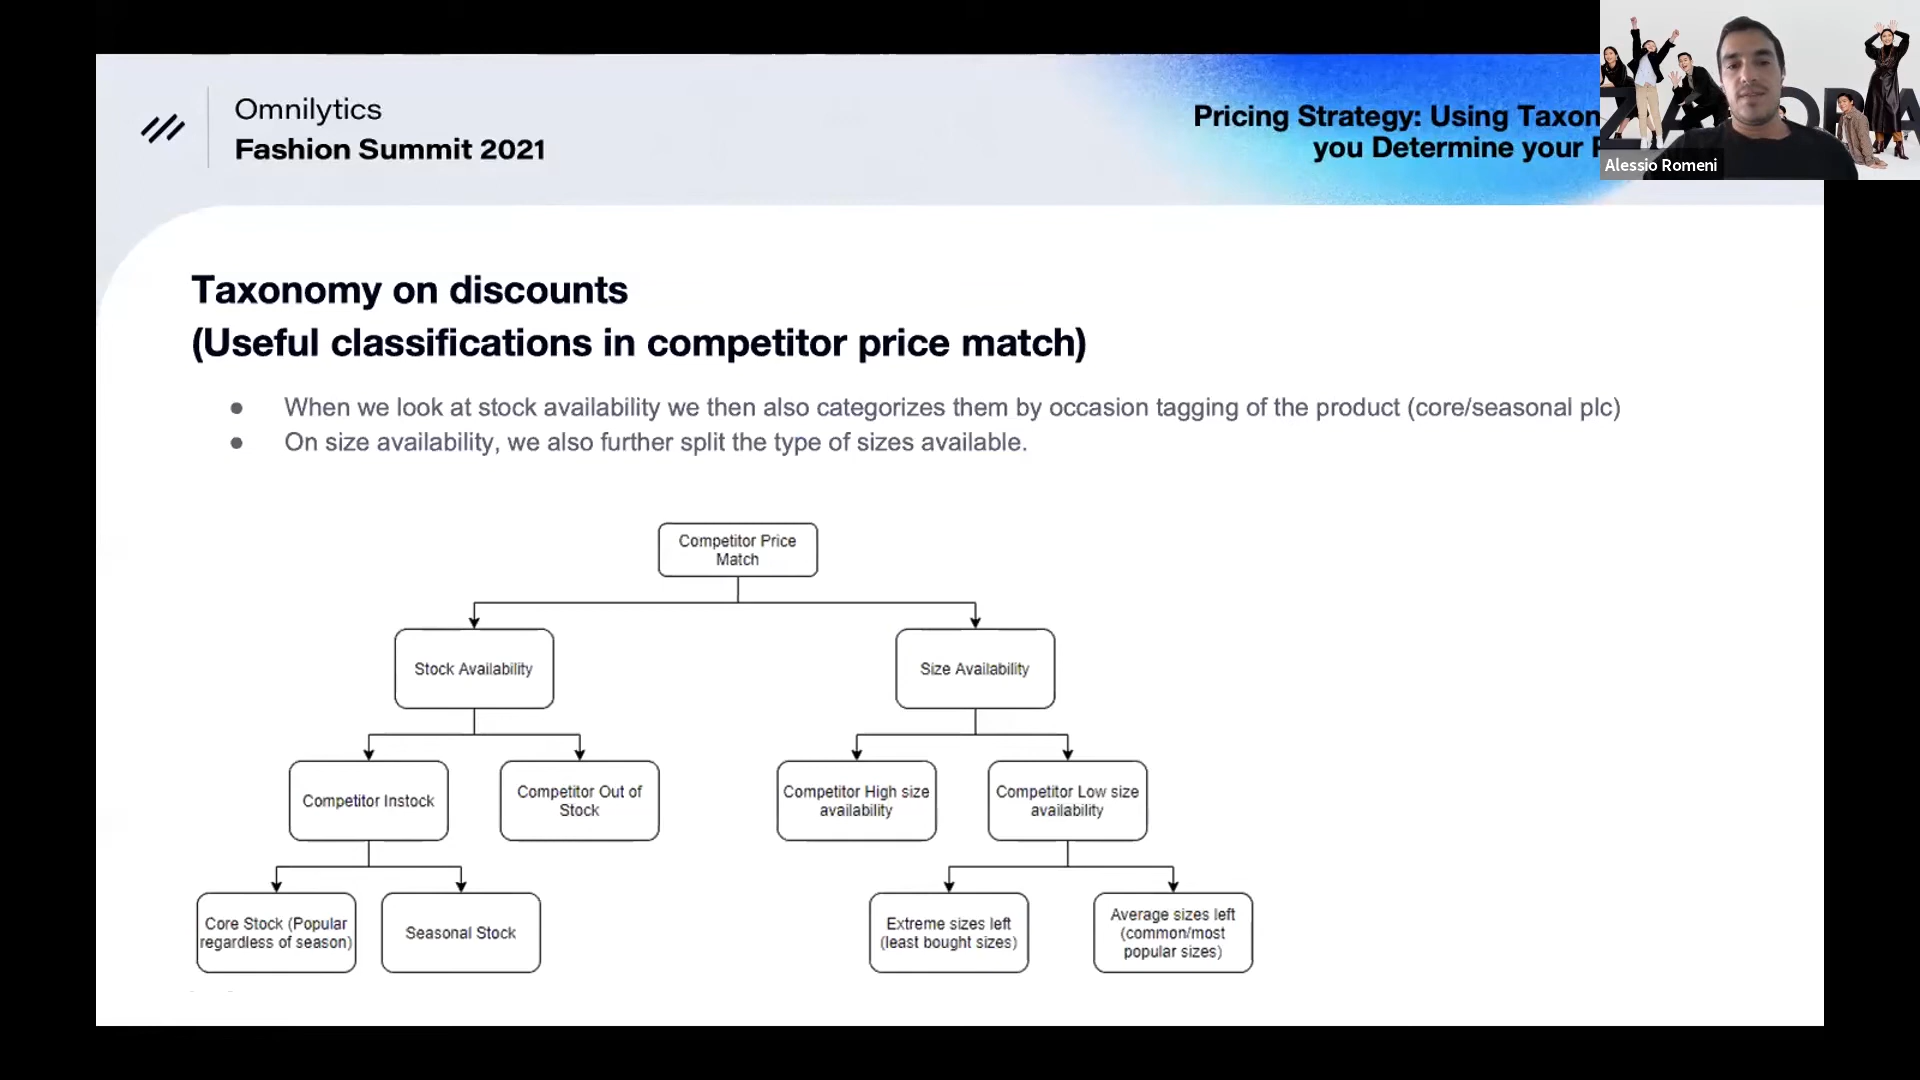 Omnilytics
Fashion Summit 2021
Pricing Strategy: Using
you Determine your
Alessio Romeni
Taxonomy on discounts
(Useful classifications in competitor price match)
● When we look at stock availability we then also categorizes them by occasion tagging of the product (core/seasonal plc)
● On size availability, we also further split the type of sizes available.
Competitor Price
Match
Stock Availability
Size Availability
Competitor Instock
Competitor Out of
Stock
Competitor High size
availability
Competitor Low size
availability
Core Stock (Popular
regardless of season)
Seasonal Stock
Extreme sizes left
(least bought sizes)
Average sizes left
(common/most
popular sizes)